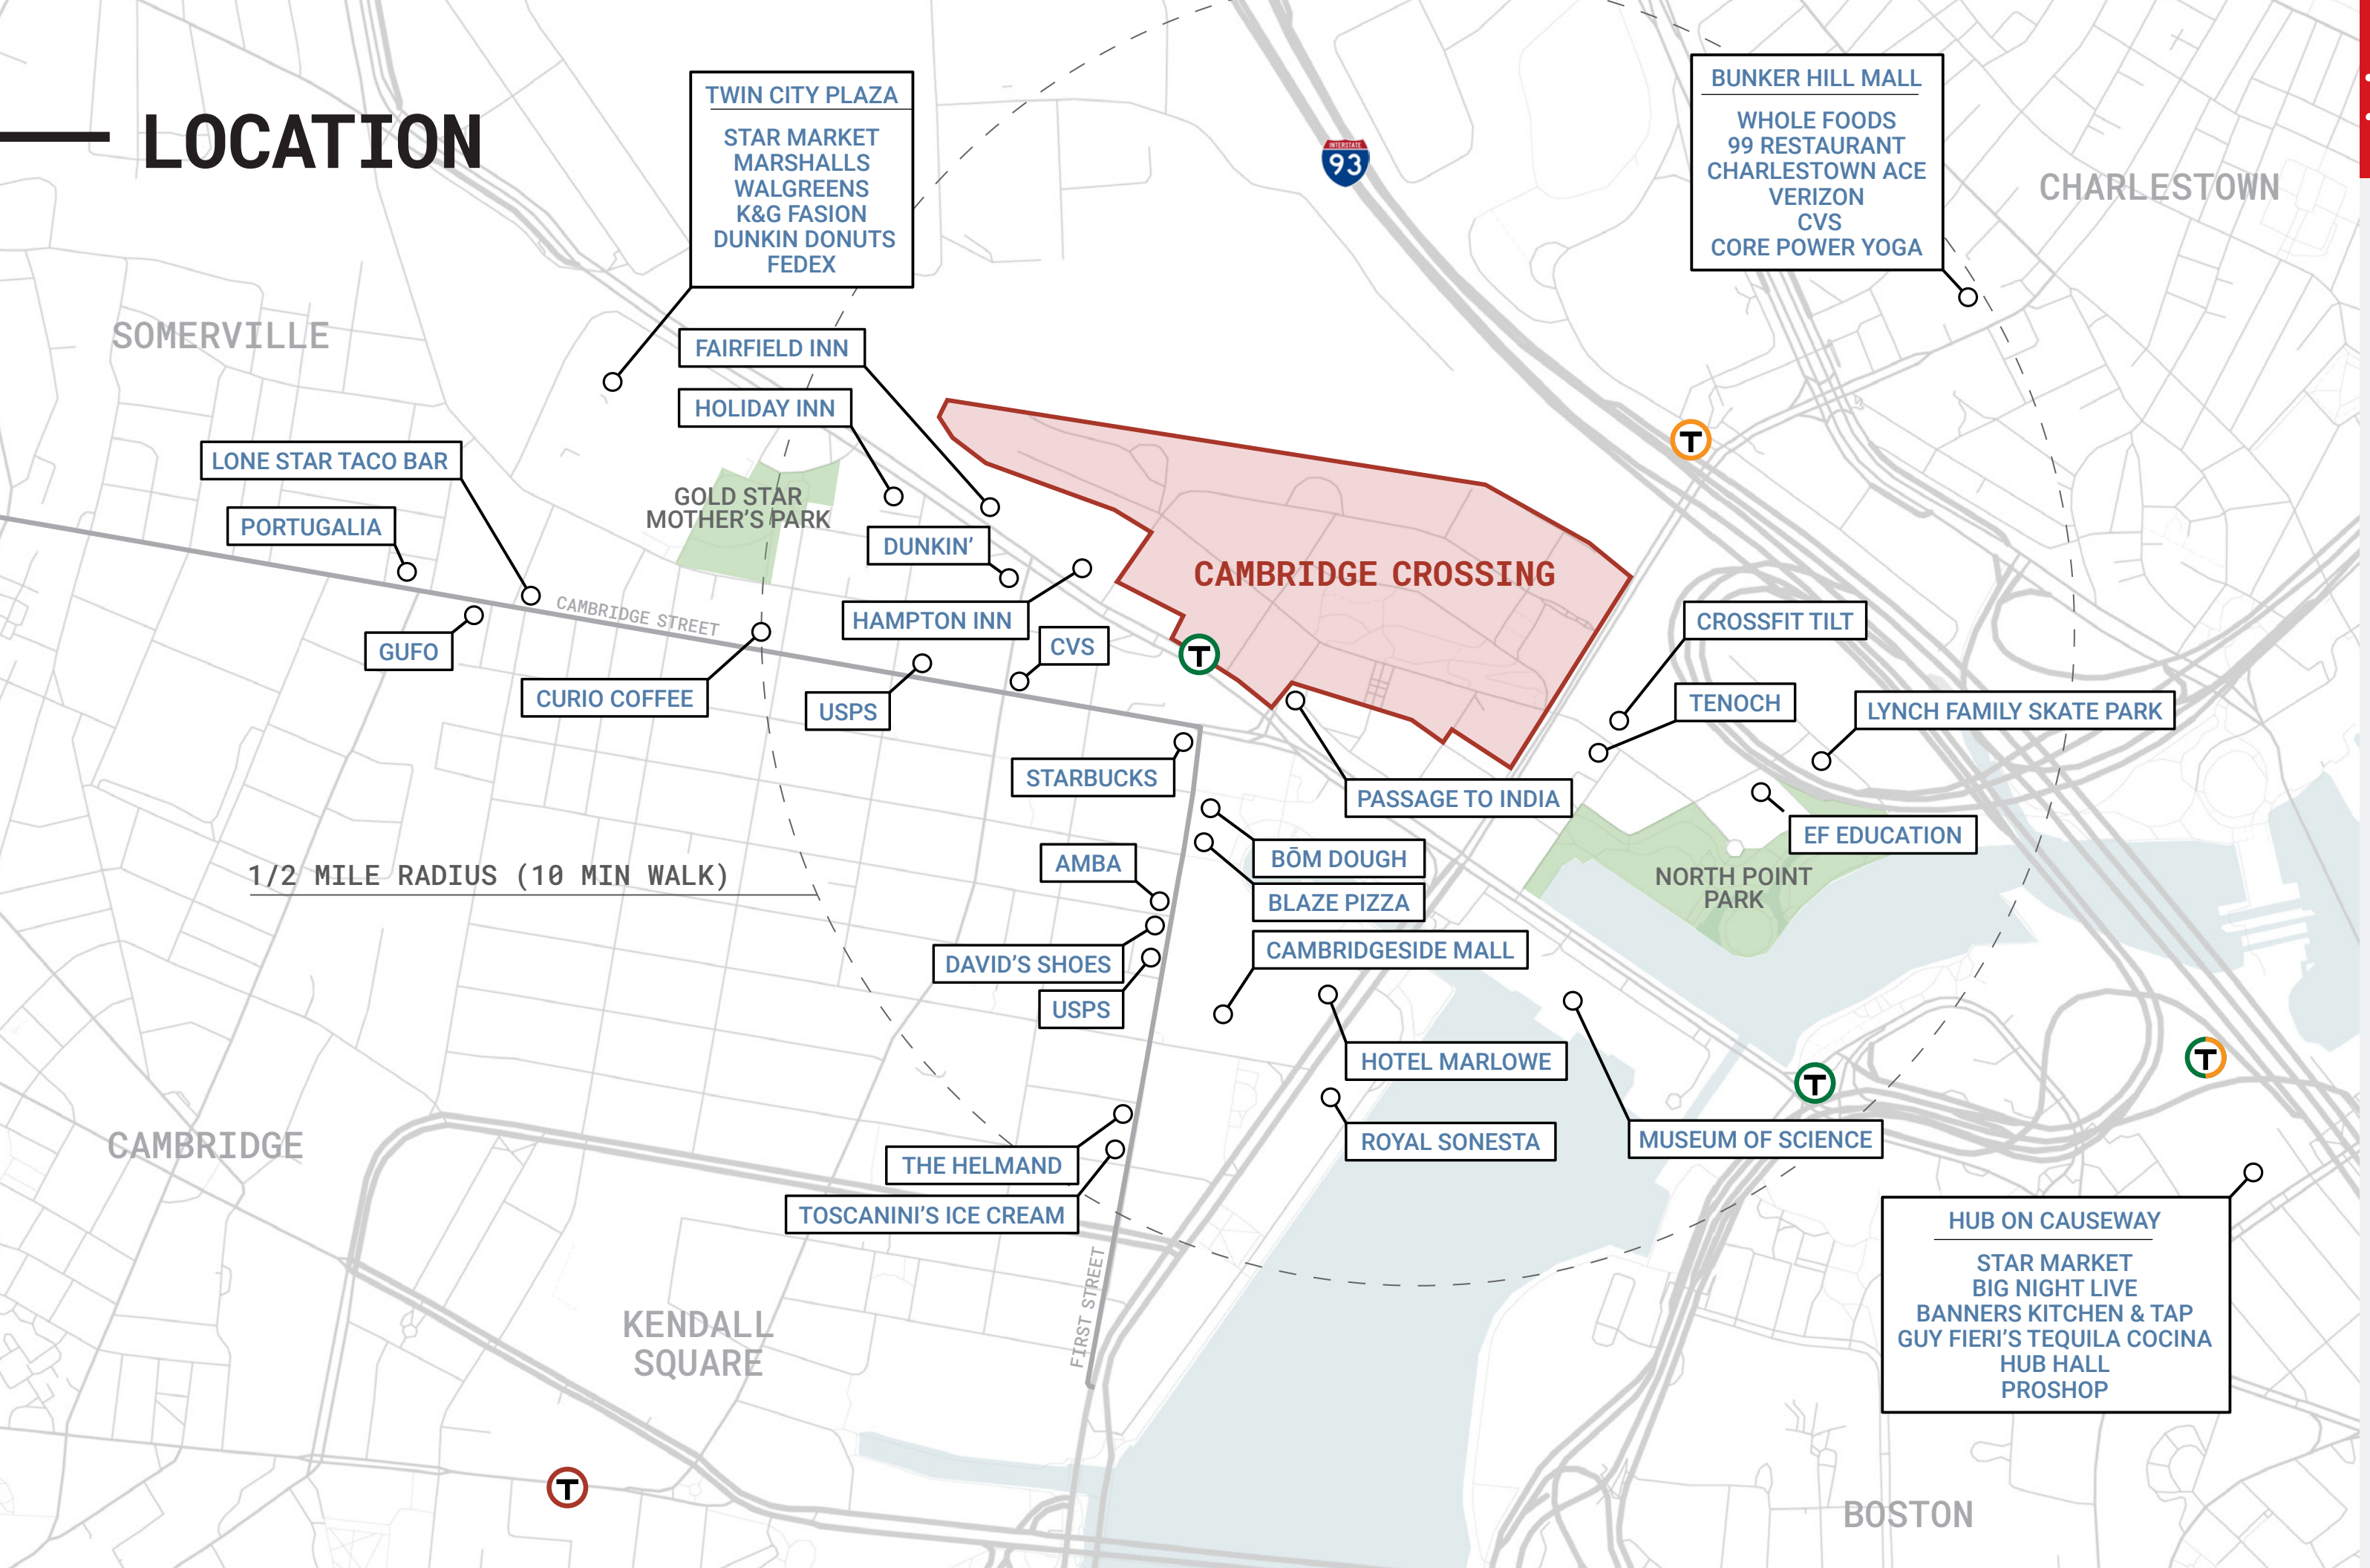 LOCATION
TWIN CITY PLAZA
STAR MARKET
MARSHALLS
WALGREENS
K&G FASION
DUNKIN DONUTS
FEDEX
INTERSTATE
93
BUNKER HILL MALL
WHOLE FOODS
99 RESTAURANT
CHARLESTOWN ACE
VERIZON
CVS
CORE POWER YOGA
CHARLESTOWN
SOMERVILLE
FAIRFIELD INN
HOLIDAY INN
T
LONE STAR TACO BAR
GOLD STAR
MOTHER'S PARK
PORTUGALIA
DUNKIN'
CAMBRIDGE CROSSING
CAMBRIDGE STREET
HAMPTON INN
CROSSFIT TILT
GUFO
CVS
T
CURIO COFFEE
USPS
TENOCH
LYNCH FAMILY SKATE PARK
STARBUCKS
PASSAGE TO INDIA
EF EDUCATION
BŌM DOUGH
AMBA
1/2 MILE RADIUS (10 MIN WALK)
BLAZE PIZZA
NORTH POINT
PARK
CAMBRIDGESIDE MALL
DAVID'S SHOES
USPS
HOTEL MARLOWE
T
T
CAMBRIDGE
ROYAL SONESTA
MUSEUM OF SCIENCE
THE HELMAND
TOSCANINI'S ICE CREAM
HUB ON CAUSEWAY
STAR MARKET
BIG NIGHT LIVE
BANNERS KITCHEN & TAP
GUY FIERI'S TEQUILA COCINA
HUB HALL
PROSHOP
FIRST STREET
KENDALL
SQUARE
T
BOSTON